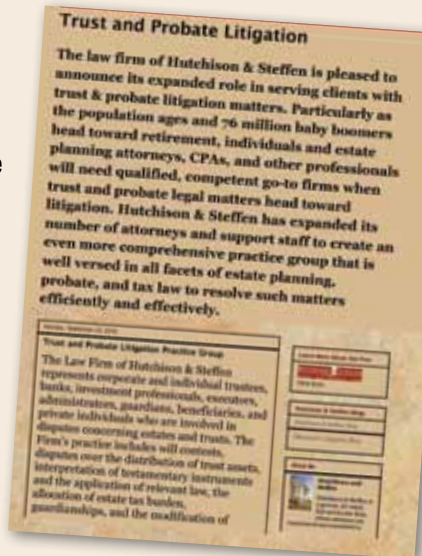 e
Trust and Probate Litigation
The law firm of Hutchison & Steffen is pleased to
announce its expanded role in serving clients with
trust & probate litigation matters. Particularly as
the population ages and 76 million baby boomers
head toward retirement, individuals and estate
planning attorneys, CPAs, and other professionals
will need qualified, competent go-to firms when
trust and probate legal matters head toward
litigation. Hutchison & Steffen has expanded its
number of attorneys and support staff to create an
even more comprehensive practice group that is
well versed in all facets of estate planning,
probate, and tax law to resolve such matters
efficiently and effectively.
Trust and Probate Litigation Practice Group
The Law Firm of Hutchison & Steffen
represents corporate and individual trustees,
banks, investment professionals, executors,
administrators, guardians, beneficiaries, and
private individuals who are involved in
disputes concerning estates and trusts. The
Firm's practice includes will contests,
disputes over the distribution of trust assets,
interpretation of testamentary instruments
and the application of relevant law, the
allocation of estate tax burden,
guardianships, and the modification of